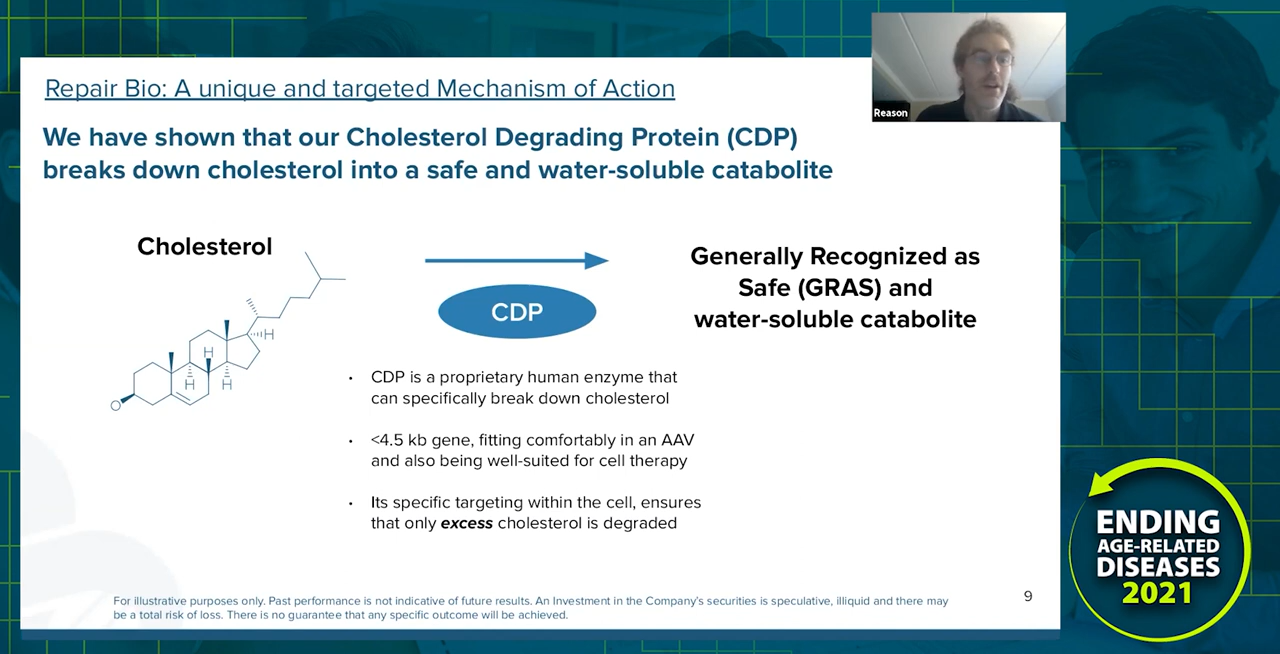 Repair Bio: A unique and targeted Mechanism of Action
Reason
We have shown that our Cholesterol Degrading Protein (CDP)
breaks down cholesterol into a safe and water-soluble catabolite
Cholesterol
CDP
Generally Recognized as
Safe (GRAS) and
water-soluble catabolite
H
H
H
H
O
• CDP is a proprietary human enzyme that
can specifically break down cholesterol
• <4.5 kb gene, fitting comfortably in an AAV
and also being well-suited for cell therapy
• Its specific targeting within the cell, ensures
that only excess cholesterol is degraded
ENDING
AGE-RELATED
DISEASES
2021
9
For illustrative purposes only. Past performance is not indicative of future results. An Investment in the Company's securities is speculative, illiquid and there may
be a total risk of loss. There is no guarantee that any specific outcome will be achieved.